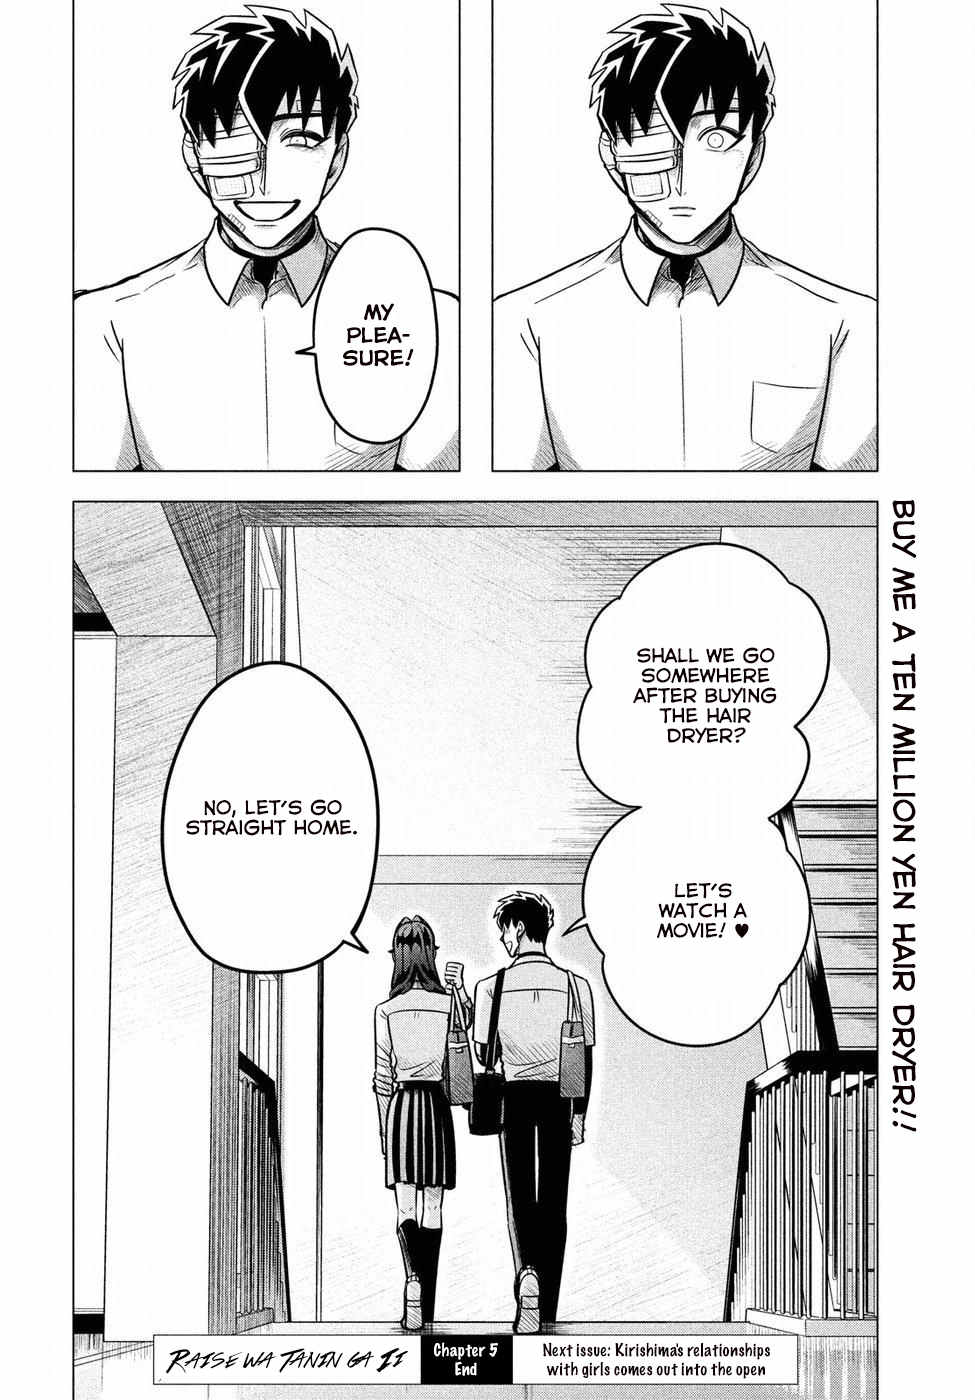 MY
PLEA-
SURE!
SHALL WE GO
SOMEWHERE
AFTER BUYING
THE HAIR
DRYER?
LET'S
WATCH A
MOVIE! ♥
NO, LET'S GO
STRAIGHT HOME.
BUY ME A TEN MILLION YEN HAIR DRYER!!
RAISE WA TANIN GA II
Chapter 5
End
Next issue: Kirishima's relationships
with girls comes out into the open